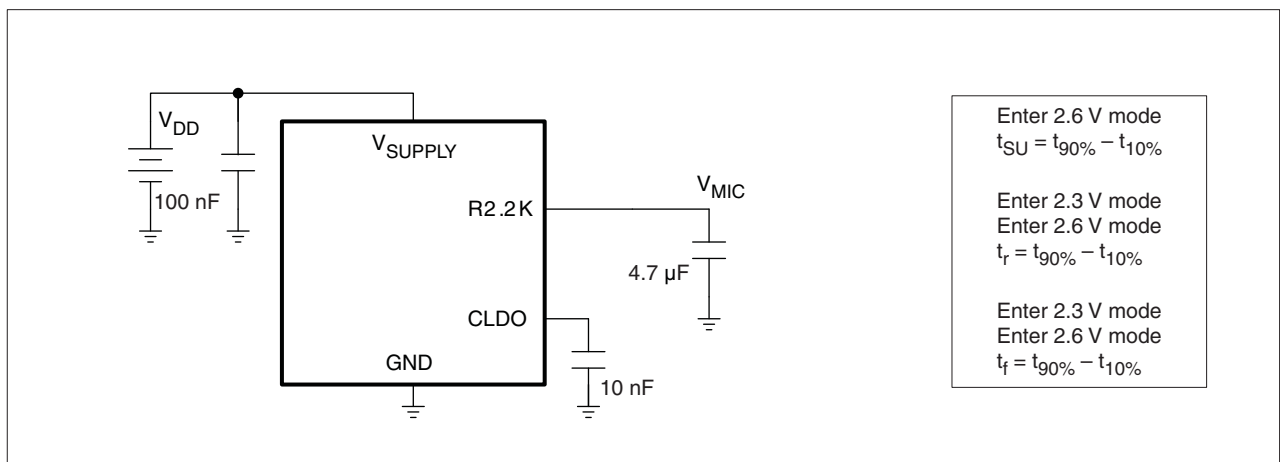 V_DD
V_SUPPLY
100 nF
R2.2K
V_MIC
4.7 µF
CLDO
GND
10 nF
Enter 2.6 V mode
t_SU = t_90% – t_10%
Enter 2.3 V mode
Enter 2.6 V mode
t_r = t_90% – t_10%
Enter 2.3 V mode
Enter 2.6 V mode
t_f = t_90% – t_10%